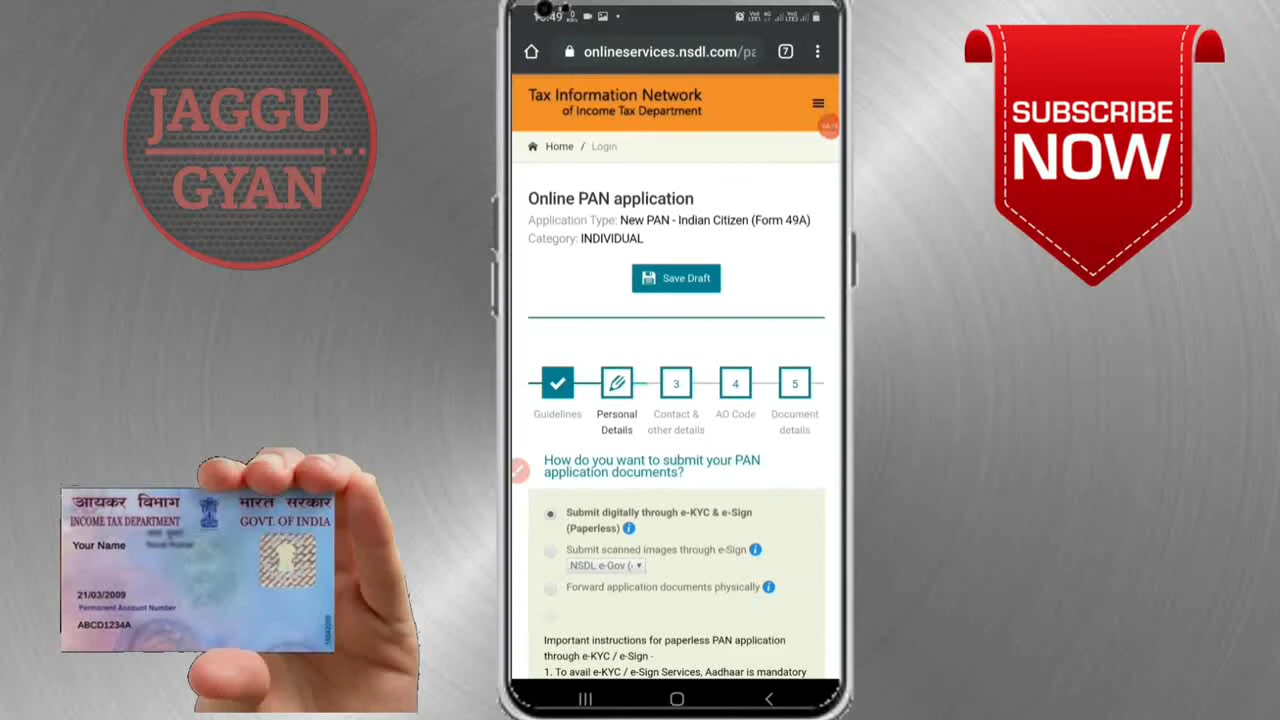 JAGGU
GYAN
SUBSCRIBE
NOW
onlineservices.nsdl.com/pa
7
Tax Information Network
of Income Tax Department
04:15
Home / Login
Online PAN application
Application Type: New PAN - Indian Citizen (Form 49A)
Category: INDIVIDUAL
Save Draft
3
4
5
Guidelines
Personal
Details
Contact &
other details
AO Code
Document
details
How do you want to submit your PAN
application documents?
Submit digitally through e-KYC & e-Sign
(Paperless)
Submit scanned images through e-Sign
NSDL e-Gov (
Forward application documents physically
Important instructions for paperless PAN application
through e-KYC / e-Sign -
1. To avail e-KYC / e-Sign Services, Aadhaar is mandatory
आयकर विभाग
INCOME TAX DEPARTMENT
भारत सरकार
GOVT. OF INDIA
Your Name
21/03/2009
Permanent Account Number
ABCD1234A